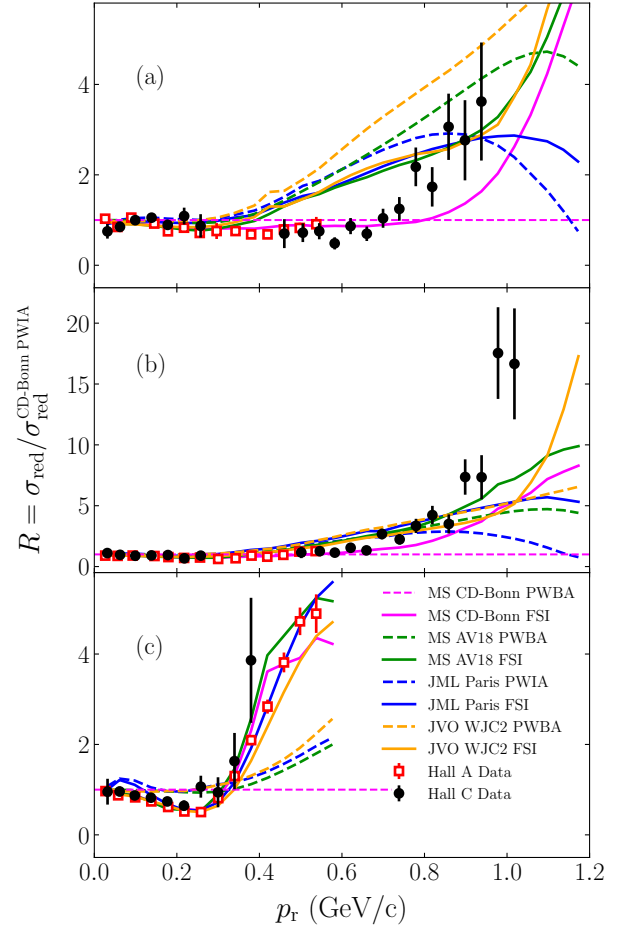 4
(a)
2
0
20
(b)
15
10
5
0
R = σred/σred^CD-Bonn PWIA
(c)
4
2
0
MS CD-Bonn PWBA
MS CD-Bonn FSI
MS AV18 PWBA
MS AV18 FSI
JML Paris PWIA
JML Paris FSI
JVO WJC2 PWBA
JVO WJC2 FSI
Hall A Data
Hall C Data
0.0 0.2 0.4 0.6 0.8 1.0 1.2
pr (GeV/c)